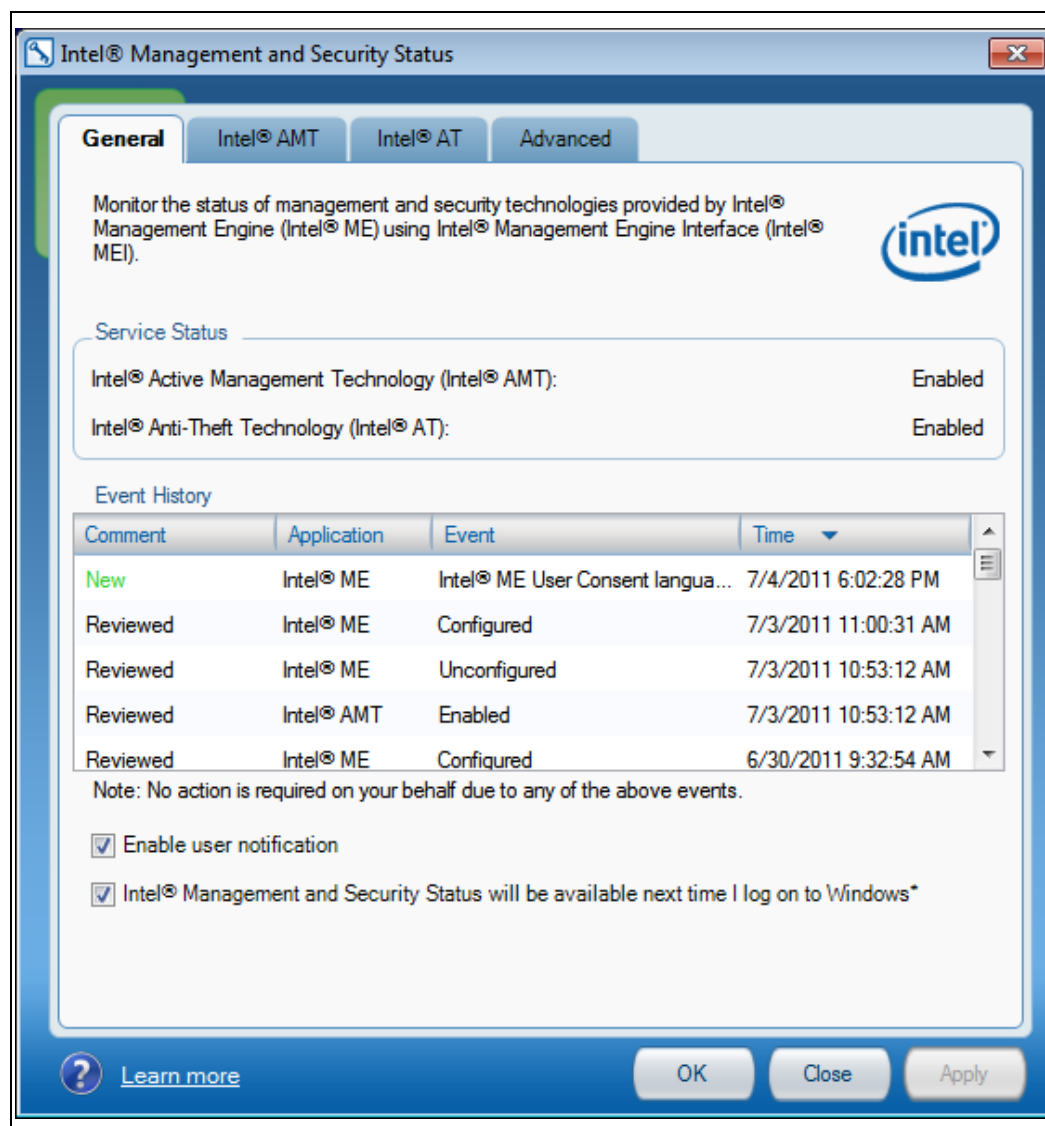 Intel® Management and Security Status
General Intel® AMT Intel® AT Advanced
Monitor the status of management and security technologies provided by Intel®
Management Engine (Intel® ME) using Intel® Management Engine Interface (Intel®
MEI).
intel®
Service Status
Intel® Active Management Technology (Intel® AMT): Enabled
Intel® Anti-Theft Technology (Intel® AT): Enabled
Event History
Comment Application Event Time
New Intel® ME Intel® ME User Consent langua... 7/4/2011 6:02:28 PM
Reviewed Intel® ME Configured 7/3/2011 11:00:31 AM
Reviewed Intel® ME Unconfigured 7/3/2011 10:53:12 AM
Reviewed Intel® AMT Enabled 7/3/2011 10:53:12 AM
Reviewed Intel® ME Configured 6/30/2011 9:32:54 AM
Note: No action is required on your behalf due to any of the above events.
Enable user notification
Intel® Management and Security Status will be available next time I log on to Windows*
? Learn more OK Close Apply